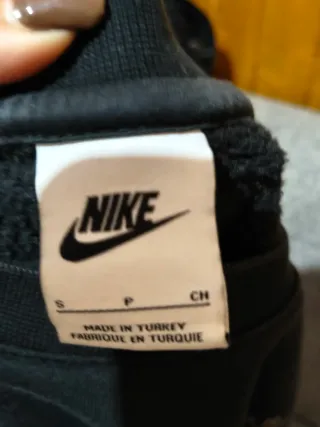 NIKE
S P CH
MADE IN TURKEY
FABRIQUE EN TURQUIE